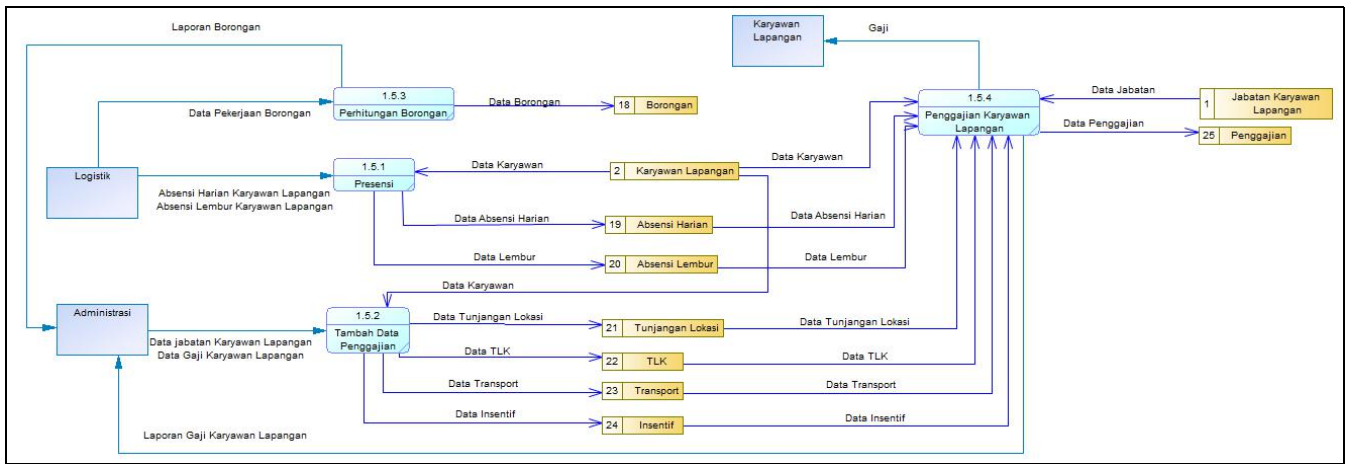 Laporan Borongan
Karyawan
Lapangan
Gaji
1.5.3
Perhitungan Borongan
Data Pekerjaan Borongan
Data Borongan
18 Borongan
1.5.4
Penggajian Karyawan
Lapangan
Data Jabatan
1 Jabatan Karyawan
Lapangan
Data Penggajian
25 Penggajian
Logistik
1.5.1
Presensi
Absensi Harian Karyawan Lapangan
Absensi Lembur Karyawan Lapangan
Data Karyawan
2 Karyawan Lapangan
Data Karyawan
Data Absensi Harian
19 Absensi Harian
Data Absensi Harian
Data Lembur
20 Absensi Lembur
Data Lembur
Data Karyawan
Administrasi
1.5.2
Tambah Data
Penggajian
Data jabatan Karyawan Lapangan
Data Gaji Karyawan Lapangan
Data Tunjangan Lokasi
21 Tunjangan Lokasi
Data Tunjangan Lokasi
Data TLK
22 TLK
Data TLK
Data Transport
23 Transport
Data Transport
Data Insentif
24 Insentif
Data Insentif
Laporan Gaji Karyawan Lapangan